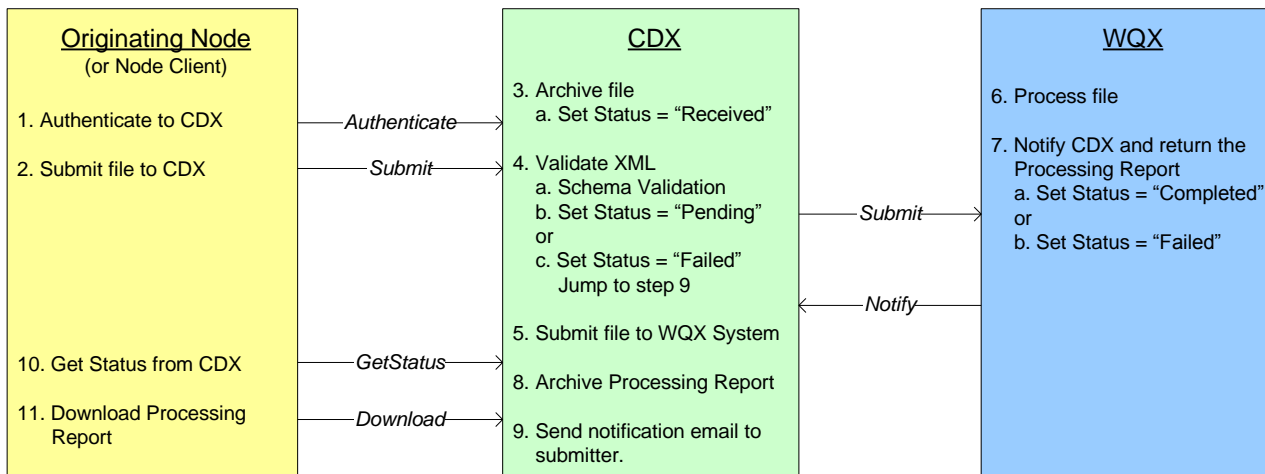 Originating Node
(or Node Client)
1. Authenticate to CDX
2. Submit file to CDX
10. Get Status from CDX
11. Download Processing
Report
Authenticate
Submit
GetStatus
Download
CDX
3. Archive file
a. Set Status = “Received”
4. Validate XML
a. Schema Validation
b. Set Status = “Pending”
or
c. Set Status = “Failed”
Jump to step 9
5. Submit file to WQX System
8. Archive Processing Report
9. Send notification email to
submitter.
Submit
Notify
WQX
6. Process file
7. Notify CDX and return the
Processing Report
a. Set Status = “Completed”
or
b. Set Status = “Failed”